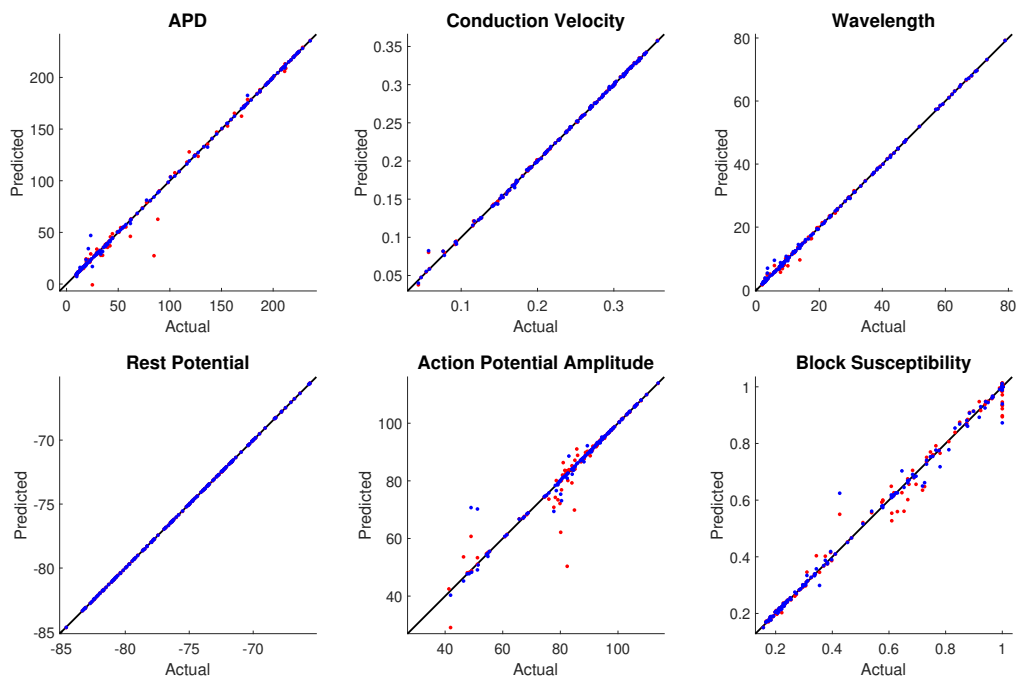 APD
Predicted
200
150
100
50
0
0 50 100 150 200
Actual
Conduction Velocity
Predicted
0.35
0.3
0.25
0.2
0.15
0.1
0.05
0.1 0.2 0.3
Actual
Wavelength
Predicted
80
60
40
20
0
0 20 40 60 80
Actual
Rest Potential
Predicted
-70
-75
-80
-85
-85 -80 -75 -70
Actual
Action Potential Amplitude
Predicted
100
80
60
40
40 60 80 100
Actual
Block Susceptibility
Predicted
1
0.8
0.6
0.4
0.2
0.2 0.4 0.6 0.8 1
Actual